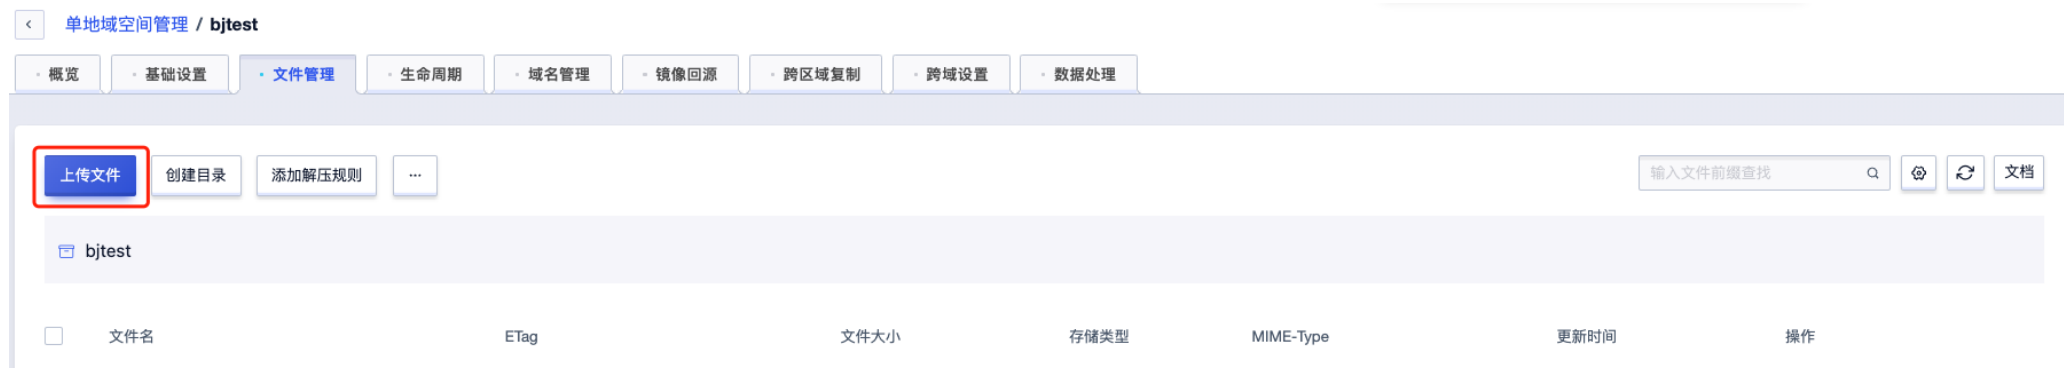 单地域空间管理 / bjtest
概览 基础设置 文件管理 生命周期 域名管理 镜像回源 跨区域复制 跨域设置 数据处理
上传文件 创建目录 添加解压规则 ... 输入文件前缀查找 文档
bjtest
文件名 ETag 文件大小 存储类型 MIME-Type 更新时间 操作